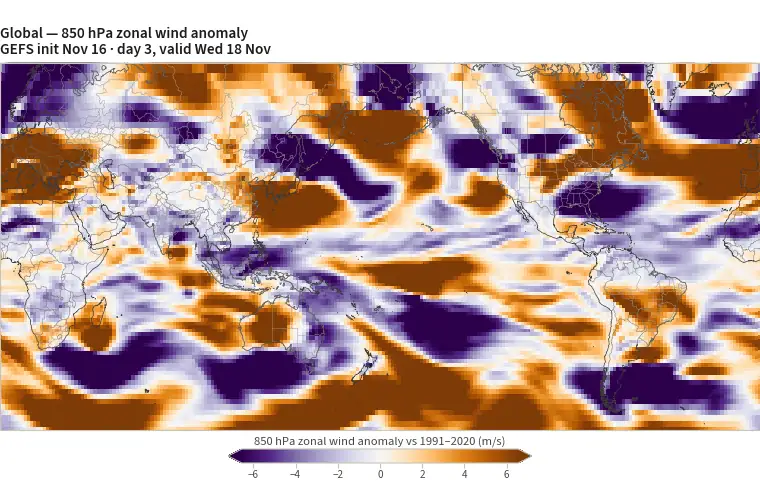 Global — 850 hPa zonal wind anomaly
GEFS init Nov 16 · day 3, valid Wed 18 Nov
850 hPa zonal wind anomaly vs 1991–2020 (m/s)
−6 −4 −2 0 2 4 6